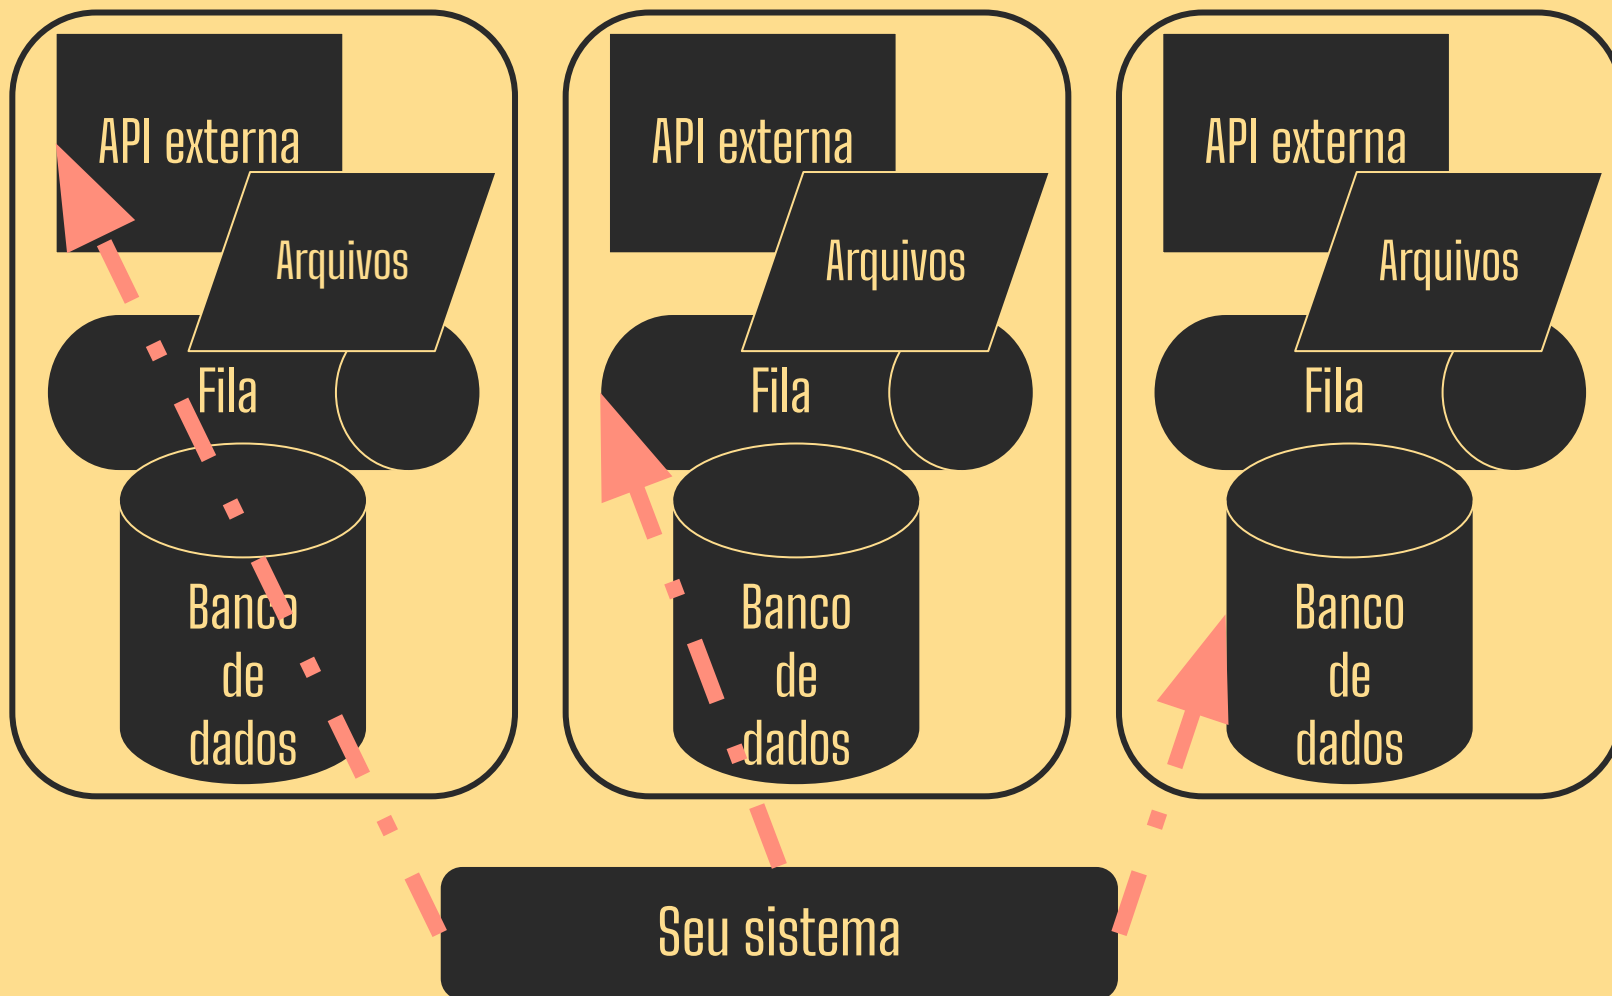 API externa
Arquivos
Fila
Banco
de
dados
API externa
Arquivos
Fila
Banco
de
dados
API externa
Arquivos
Fila
Banco
de
dados
Seu sistema